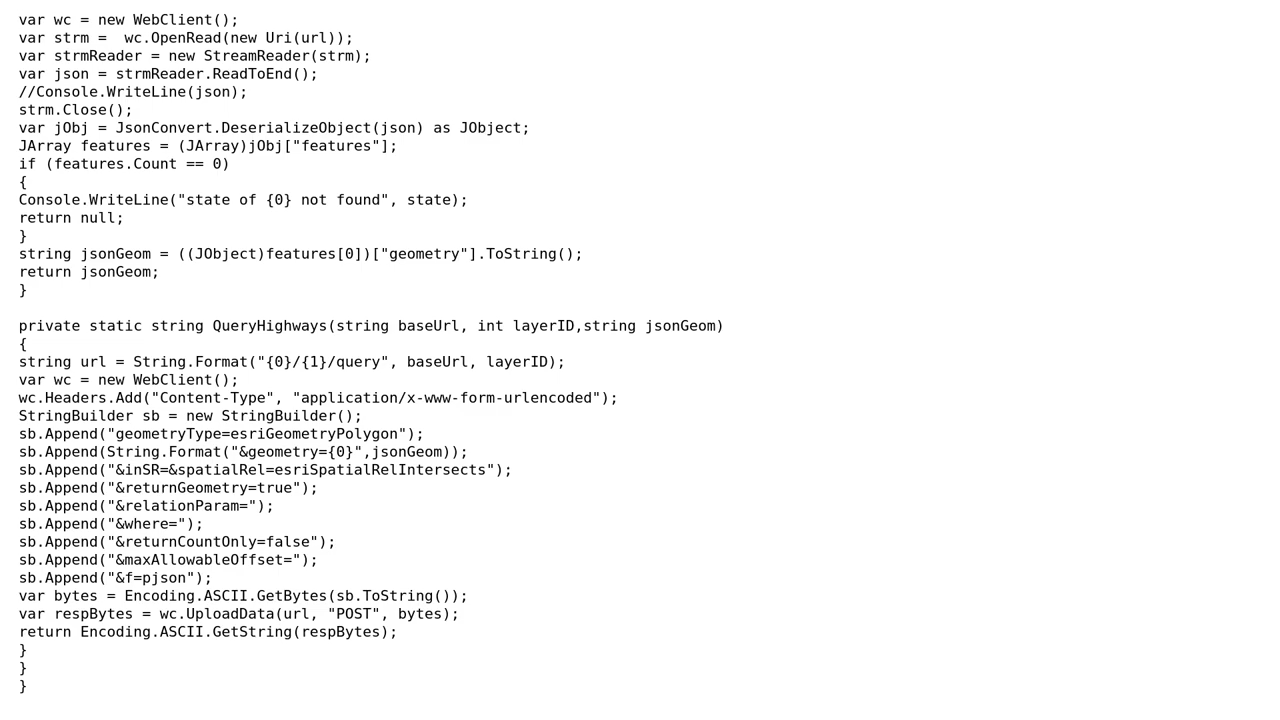 var wc = new WebClient();
var strm =  wc.OpenRead(new Uri(url));
var strmReader = new StreamReader(strm);
var json = strmReader.ReadToEnd();
//Console.WriteLine(json);
strm.Close();
var jObj = JsonConvert.DeserializeObject(json) as JObject;
JArray features = (JArray)jObj["features"];
if (features.Count == 0)
{
Console.WriteLine("state of {0} not found", state);
return null;
}
string jsonGeom = ((JObject)features[0])["geometry"].ToString();
return jsonGeom;
}

private static string QueryHighways(string baseUrl, int layerID,string jsonGeom)
{
string url = String.Format("{0}/{1}/query", baseUrl, layerID);
var wc = new WebClient();
wc.Headers.Add("Content-Type", "application/x-www-form-urlencoded");
StringBuilder sb = new StringBuilder();
sb.Append("geometryType=esriGeometryPolygon");
sb.Append(String.Format("&geometry={0}",jsonGeom));
sb.Append("&inSR=&spatialRel=esriSpatialRelIntersects");
sb.Append("&returnGeometry=true");
sb.Append("&relationParam=");
sb.Append("&where=");
sb.Append("&returnCountOnly=false");
sb.Append("&maxAllowableOffset=");
sb.Append("&f=pjson");
var bytes = Encoding.ASCII.GetBytes(sb.ToString());
var respBytes = wc.UploadData(url, "POST", bytes);
return Encoding.ASCII.GetString(respBytes);
}
}
}